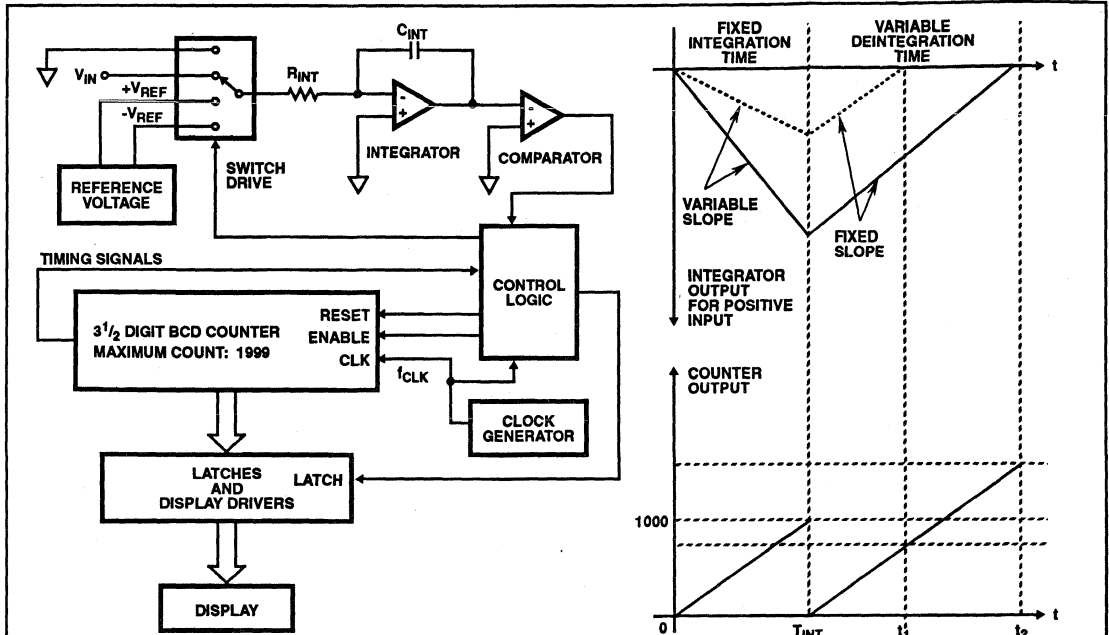 C_INT
V_IN
+V_REF
-V_REF
R_INT
-
+
-
+
INTEGRATOR
COMPARATOR
SWITCH
DRIVE
REFERENCE
VOLTAGE
TIMING SIGNALS
CONTROL
LOGIC
3 1/2 DIGIT BCD COUNTER
MAXIMUM COUNT: 1999
RESET
ENABLE
CLK
f_CLK
CLOCK
GENERATOR
LATCHES
AND
DISPLAY DRIVERS
LATCH
DISPLAY
FIXED
INTEGRATION
TIME
VARIABLE
DEINTEGRATION
TIME
t
VARIABLE
SLOPE
FIXED
SLOPE
INTEGRATOR
OUTPUT
FOR POSITIVE
INPUT
COUNTER
OUTPUT
1000
0
T_INT
t1
t2
t